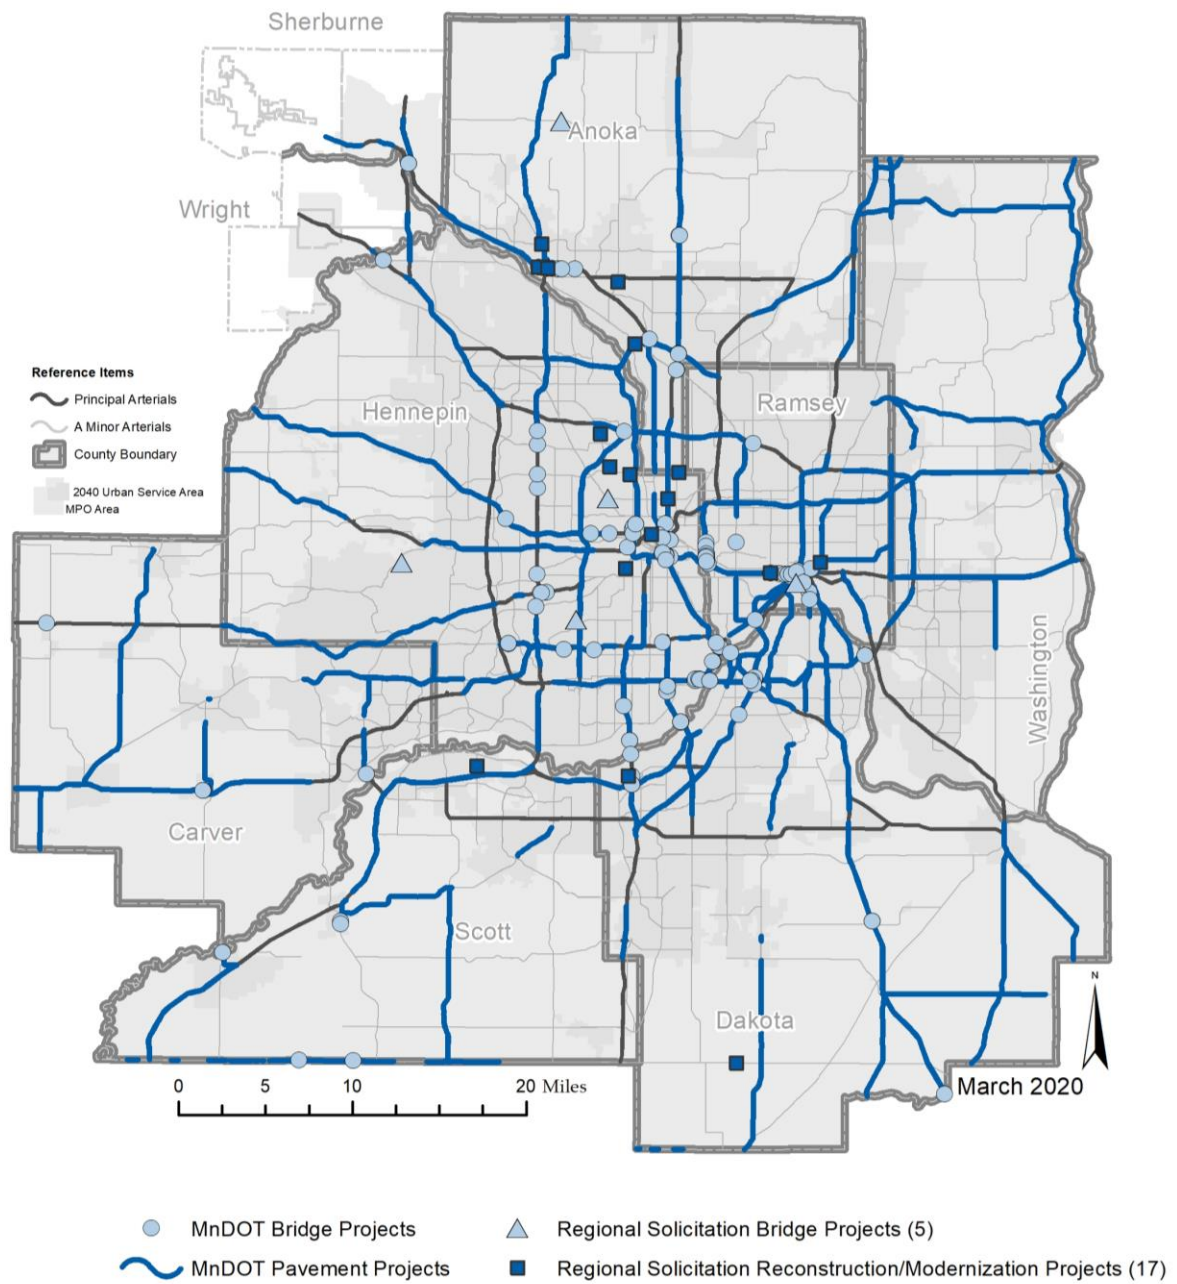 Sherburne
Anoka
Wright
Reference Items
Principal Arterials
A Minor Arterials
County Boundary
2040 Urban Service Area
MPO Area
Hennepin
Ramsey
Washington
Carver
Scott
Dakota
N
March 2020
0 5 10 20 Miles
MnDOT Bridge Projects
Regional Solicitation Bridge Projects (5)
MnDOT Pavement Projects
Regional Solicitation Reconstruction/Modernization Projects (17)